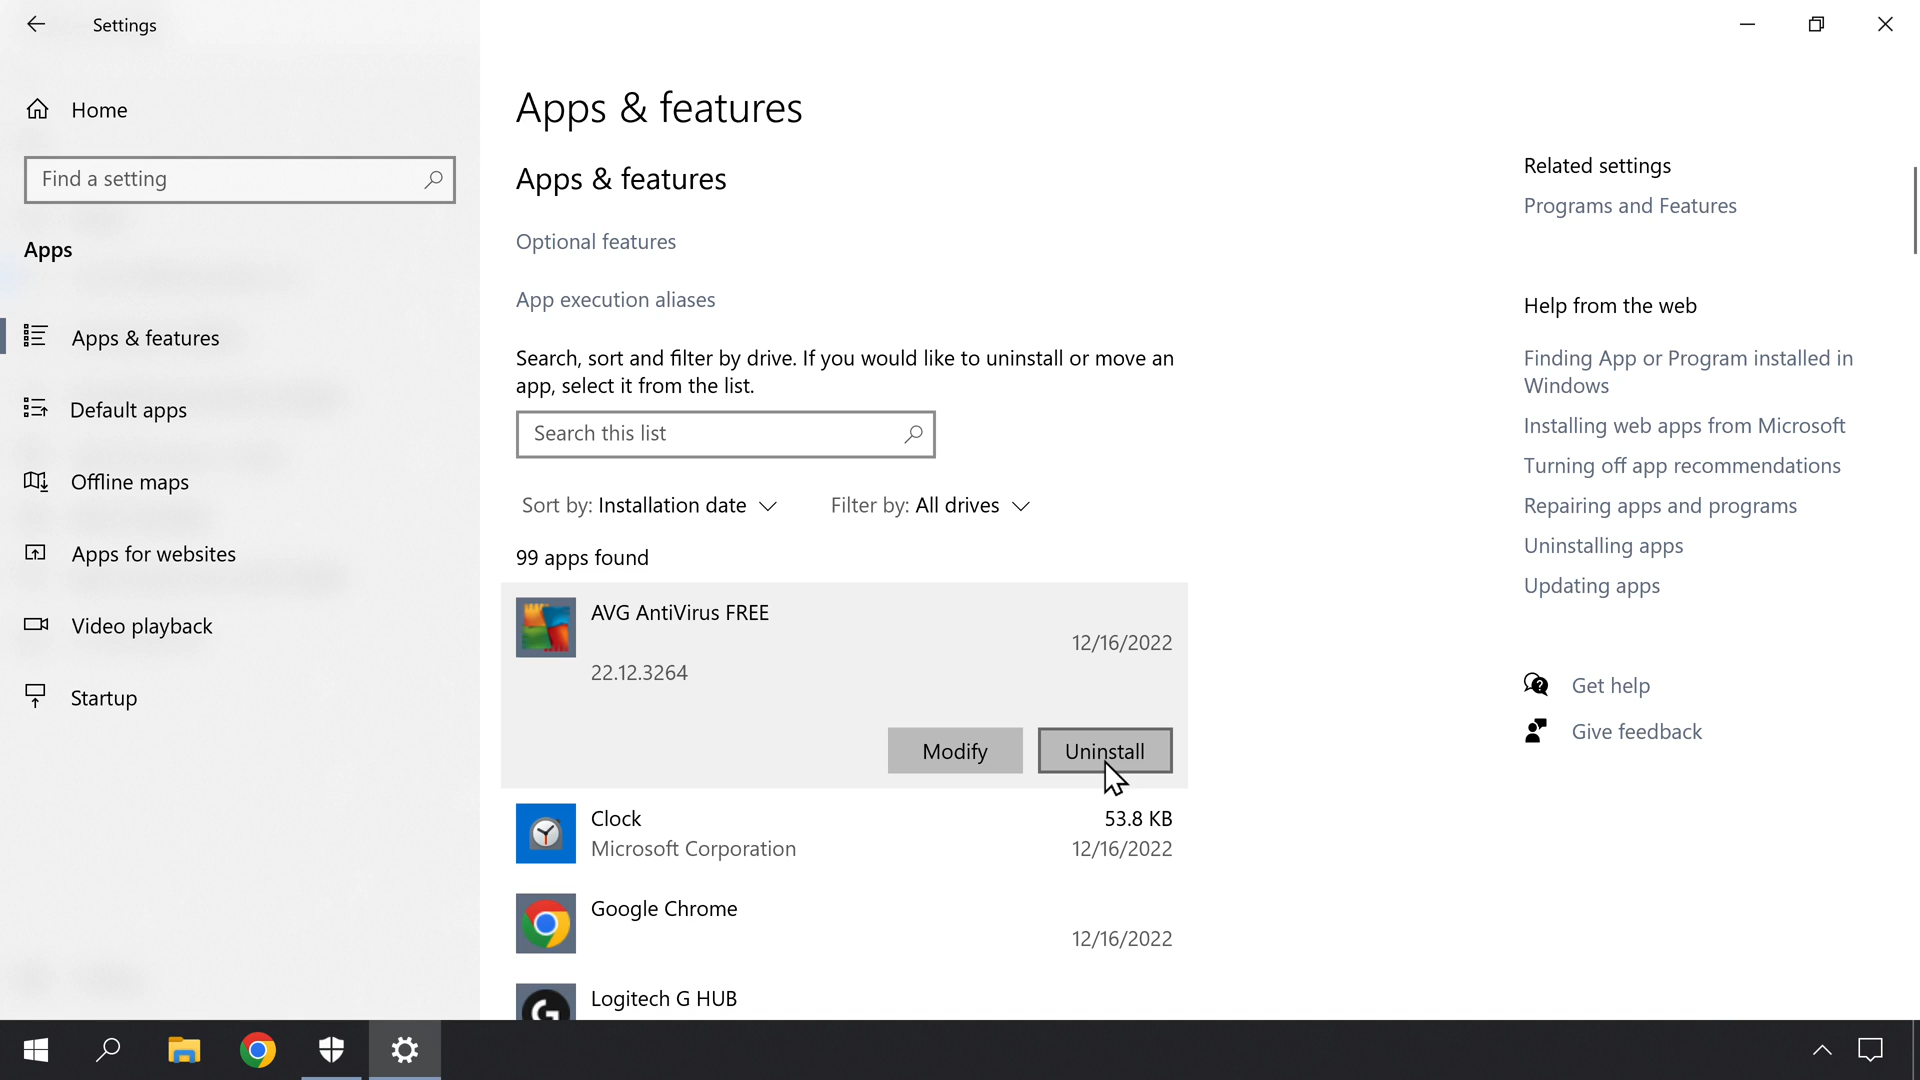 Settings
Home
Find a setting
Apps
Apps & features
Default apps
Offline maps
Apps for websites
Video playback
Startup
Apps & features
Apps & features
Optional features
App execution aliases
Search, sort and filter by drive. If you would like to uninstall or move an
app, select it from the list.
Search this list
Sort by: Installation date
Filter by: All drives
99 apps found
AVG AntiVirus FREE
12/16/2022
22.12.3264
Modify
Uninstall
Clock
53.8 KB
Microsoft Corporation
12/16/2022
Google Chrome
12/16/2022
Logitech G HUB
Related settings
Programs and Features
Help from the web
Finding App or Program installed in
Windows
Installing web apps from Microsoft
Turning off app recommendations
Repairing apps and programs
Uninstalling apps
Updating apps
Get help
Give feedback